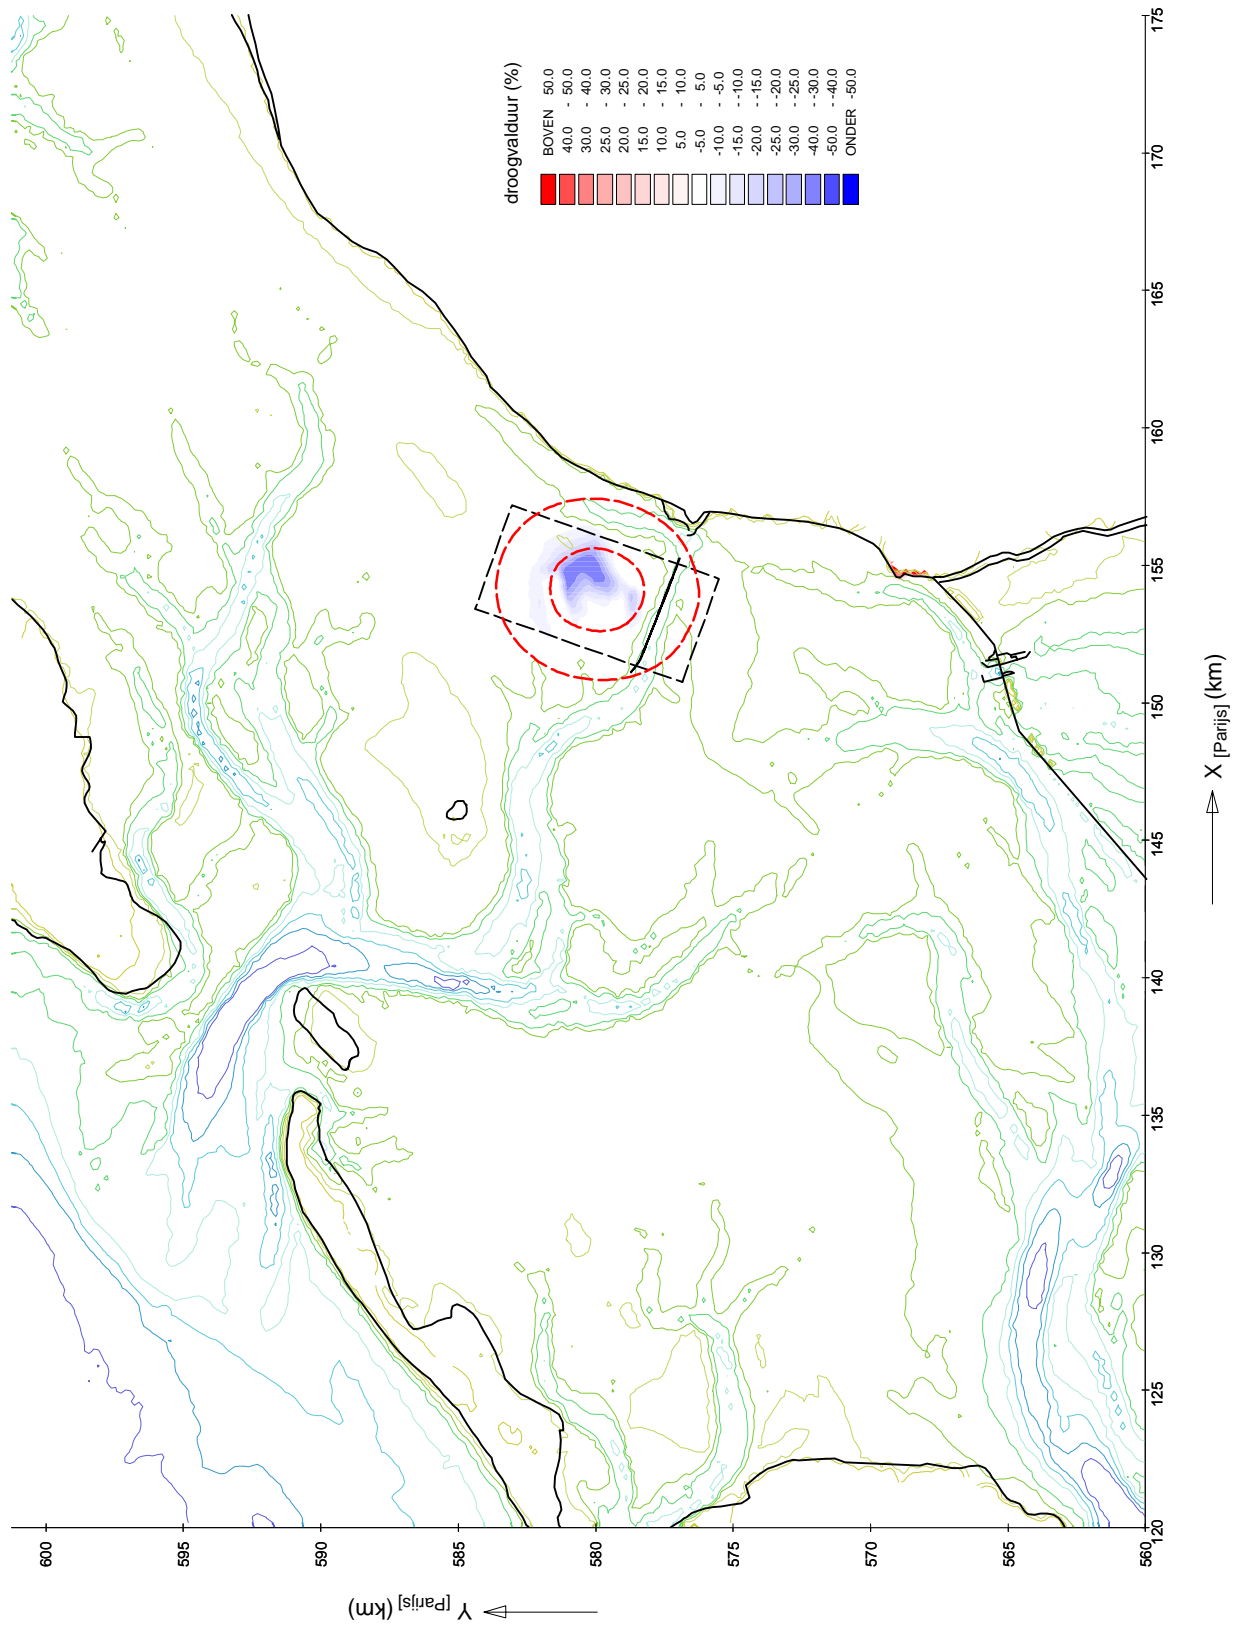 droogvalduur (%)
BOVEN 50.0
40.0 - 50.0
30.0 - 40.0
25.0 - 30.0
20.0 - 25.0
15.0 - 20.0
10.0 - 15.0
5.0 - 10.0
-5.0 - 5.0
-10.0 - -5.0
-15.0 - -10.0
-20.0 - -15.0
-25.0 - -20.0
-30.0 - -25.0
-40.0 - -30.0
-50.0 - -40.0
ONDER -50.0
600
595
590
585
580
575
570
565
560
Y [Parijs] (km)
120
125
130
135
140
145
150
155
160
165
170
175
X [Parijs] (km)